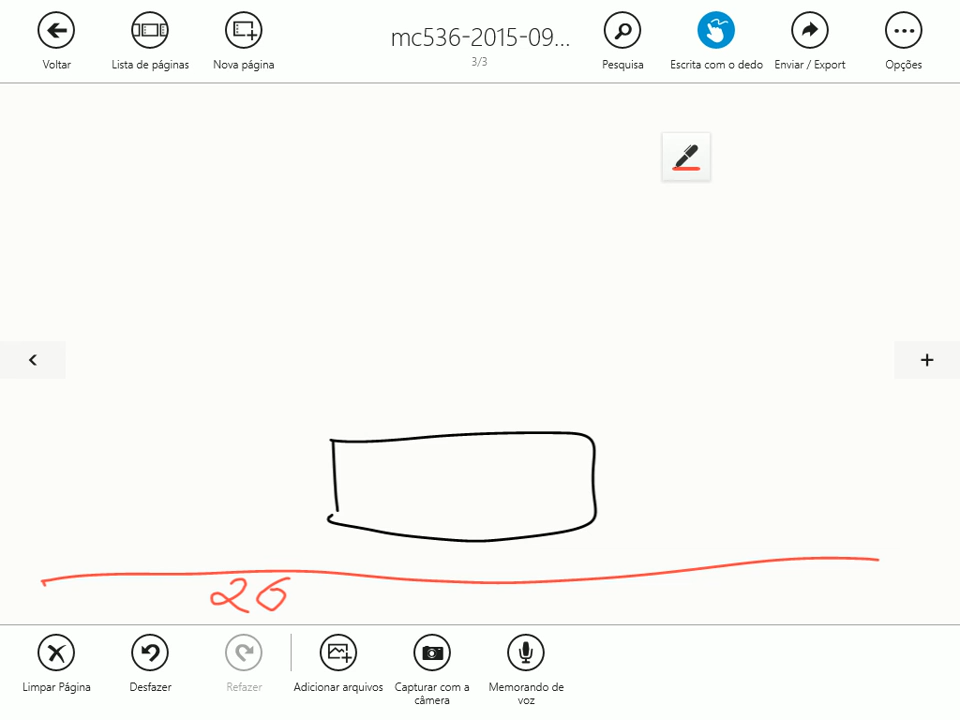 mc536-2015-09...
3/3
Voltar
Lista de páginas
Nova página
Pesquisa
Escrita com o dedo
Enviar / Export
Opções
26
Limpar Página
Desfazer
Refazer
Adicionar arquivos
Capturar com a
câmera
Memorando de
voz